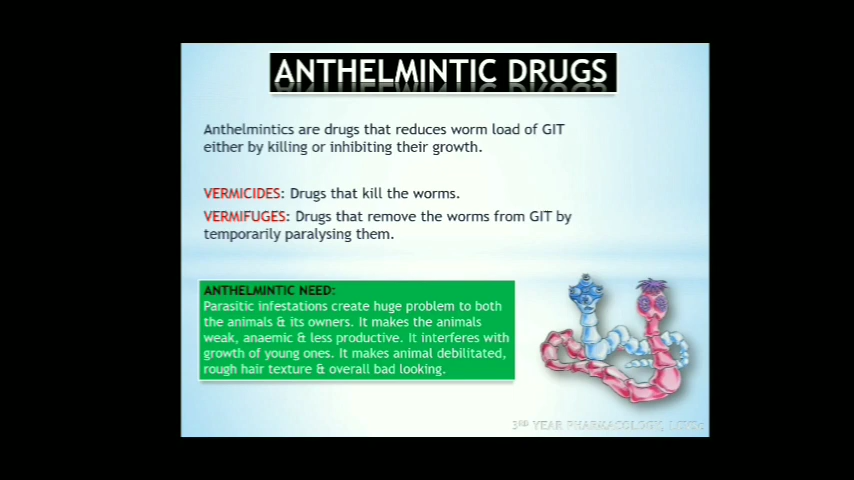 ANTHELMINTIC DRUGS
Anthelmintics are drugs that reduces worm load of GIT
either by killing or inhibiting their growth.
VERMICIDES: Drugs that kill the worms.
VERMIFUGES: Drugs that remove the worms from GIT by
temporarily paralysing them.
ANTHELMINTIC NEED:
Parasitic infestations create huge problem to both
the animals & its owners. It makes the animals
weak, anaemic & less productive. It interferes with
growth of young ones. It makes animal debilitated,
rough hair texture & overall bad looking.
3RD YEAR PHARMACOLOGY,